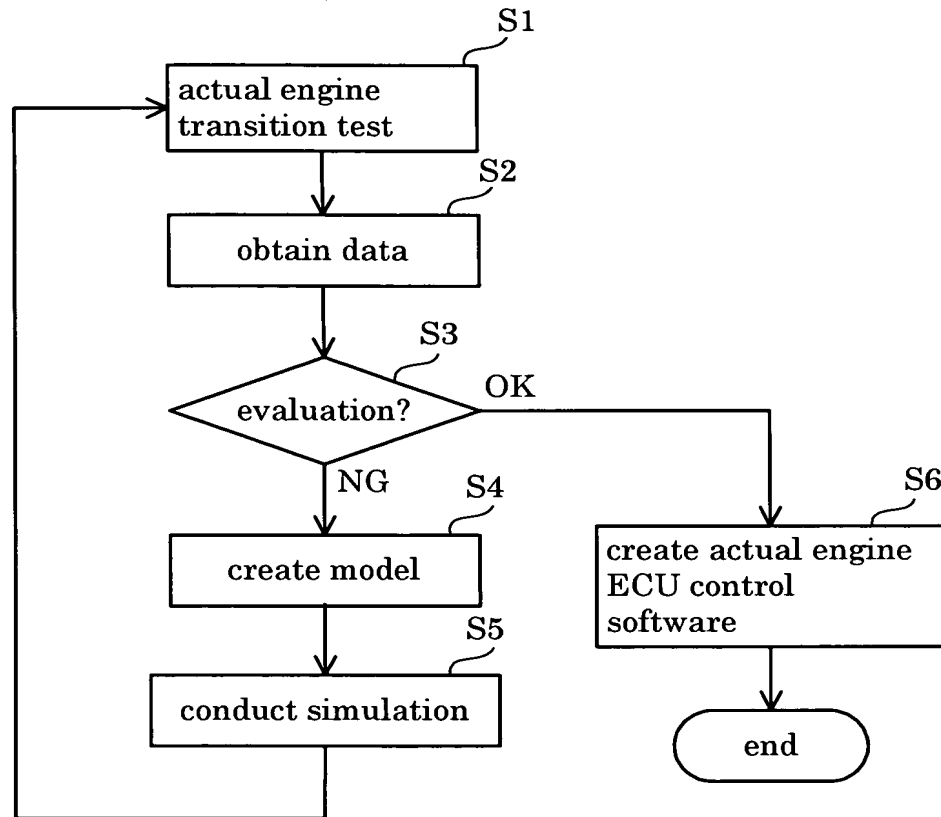 S1
actual engine
transition test
S2
obtain data
S3
evaluation?
OK
NG
S4
create model
S5
conduct simulation
S6
create actual engine
ECU control
software
end